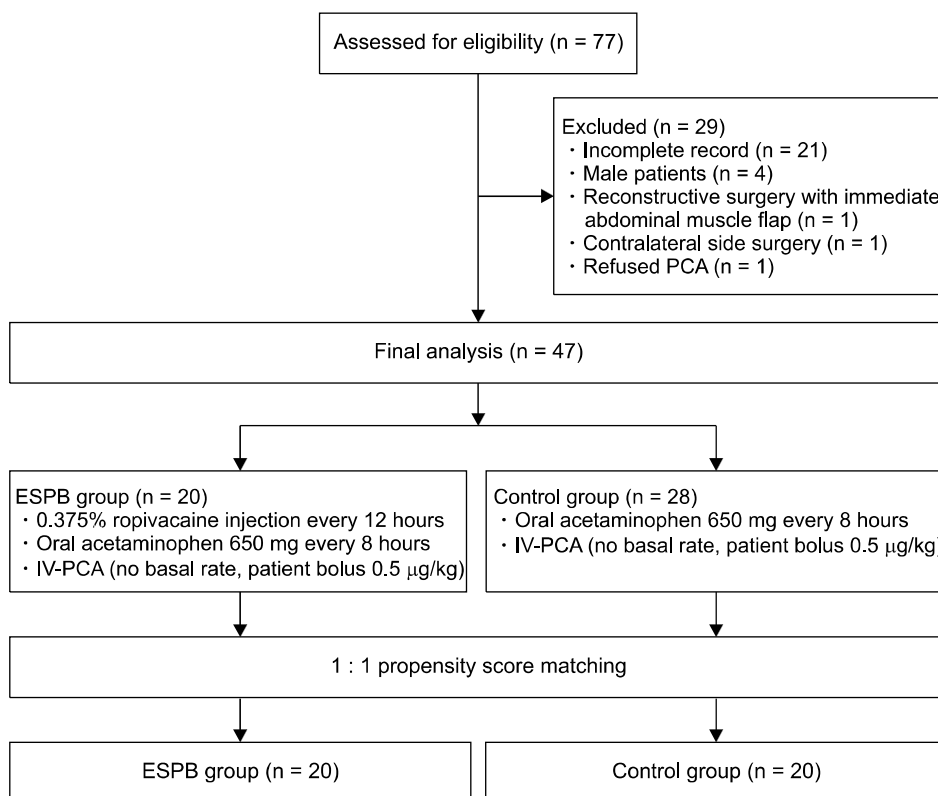 Assessed for eligibility (n = 77)
Excluded (n = 29)
· Incomplete record (n = 21)
· Male patients (n = 4)
· Reconstructive surgery with immediate
abdominal muscle flap (n = 1)
· Contralateral side surgery (n = 1)
· Refused PCA (n = 1)
Final analysis (n = 47)
ESPB group (n = 20)
· 0.375% ropivacaine injection every 12 hours
· Oral acetaminophen 650 mg every 8 hours
· IV-PCA (no basal rate, patient bolus 0.5 μg/kg)
Control group (n = 28)
· Oral acetaminophen 650 mg every 8 hours
· IV-PCA (no basal rate, patient bolus 0.5 μg/kg)
1 : 1 propensity score matching
ESPB group (n = 20)
Control group (n = 20)